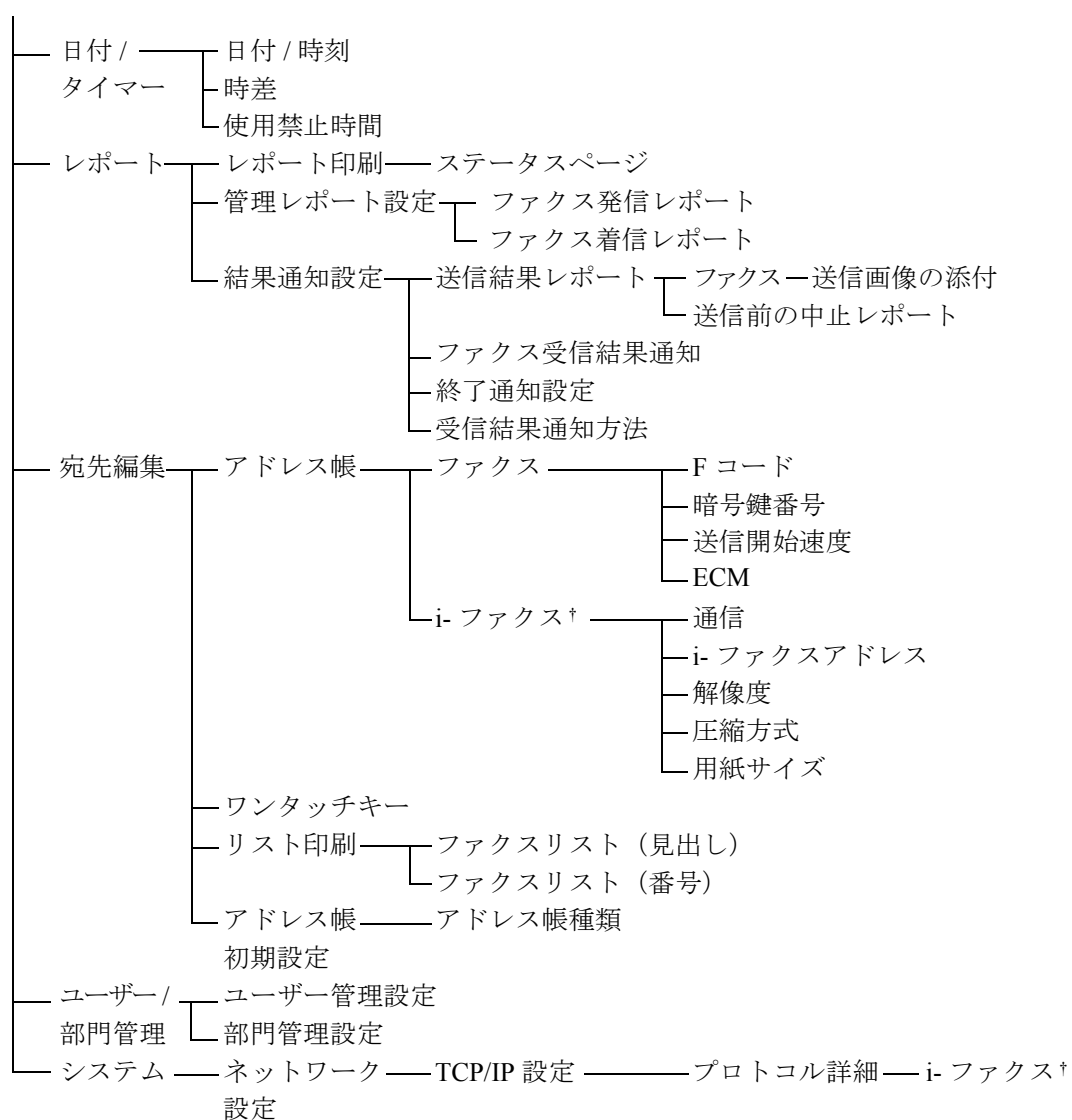 日付 / 日付 / 時刻
タイマー 時差
使用禁止時間
レポート レポート印刷 ステータスページ
管理レポート設定 ファクス発信レポート
ファクス着信レポート
結果通知設定 送信結果レポート ファクスー送信画像の添付
送信前の中止レポート
ファクス受信結果通知
終了通知設定
受信結果通知方法
宛先編集 アドレス帳 ファクス F コード
暗号鍵番号
送信開始速度
ECM
i- ファクス† 通信
i- ファクスアドレス
解像度
圧縮方式
用紙サイズ
ワンタッチキー
リスト印刷 ファクスリスト（見出し）
ファクスリスト（番号）
アドレス帳 アドレス帳種類
初期設定
ユーザー / ユーザー管理設定
部門管理 部門管理設定
システム ネットワーク TCP/IP 設定 プロトコル詳細 i- ファクス†
設定